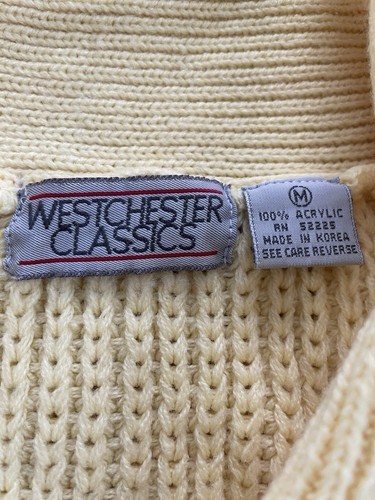 WESTCHESTER
CLASSICS
M
100% ACRYLIC
RN 52225
MADE IN KOREA
SEE CARE REVERSE